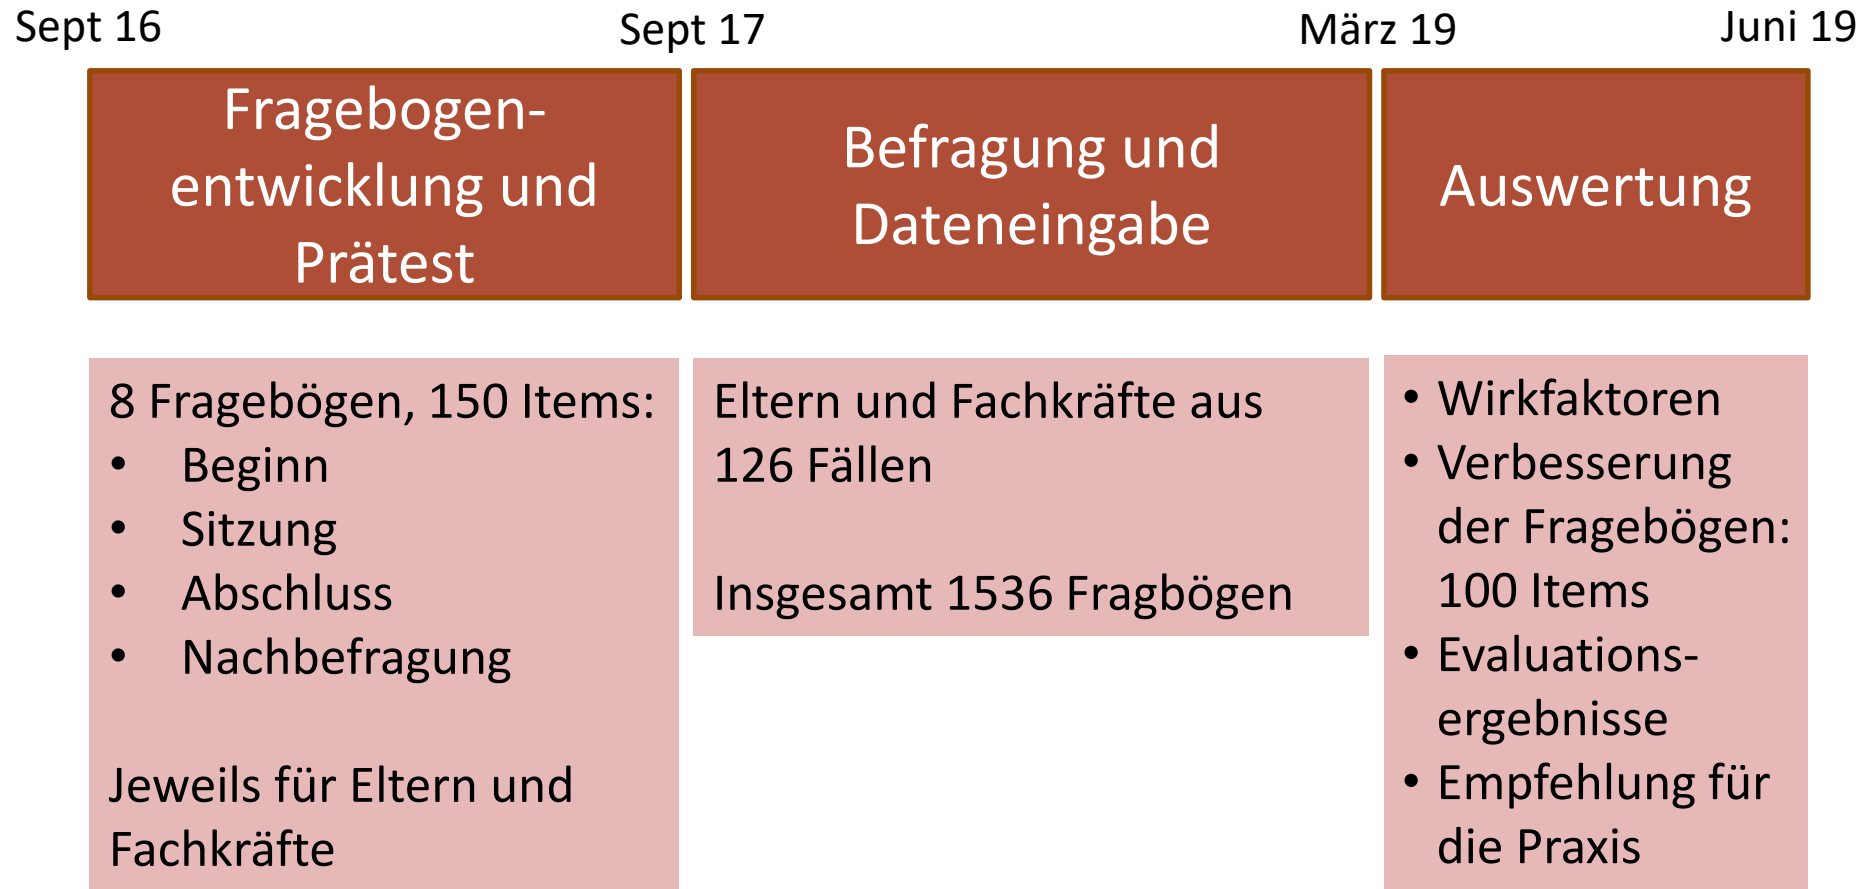 Sept 16
Sept 17
März 19
Juni 19
Fragebogen-
entwicklung und
Prätest
Befragung und
Dateneingabe
Auswertung
8 Fragebögen, 150 Items:
• Beginn
• Sitzung
• Abschluss
• Nachbefragung
Jeweils für Eltern und
Fachkräfte
Eltern und Fachkräfte aus
126 Fällen
Insgesamt 1536 Fragbögen
• Wirkfaktoren
• Verbesserung
der Fragebögen:
100 Items
• Evaluations-
ergebnisse
• Empfehlung für
die Praxis